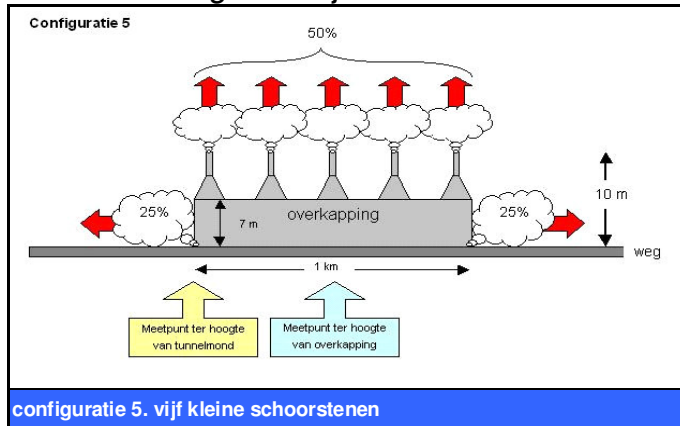 Configuratie 5
50%
25%
overkapping
7 m
25%
10 m
weg
1 km
Meetpunt ter hoogte
van tunnelmond
Meetpunt ter hoogte
van overkapping
configuratie 5. vijf kleine schoorstenen